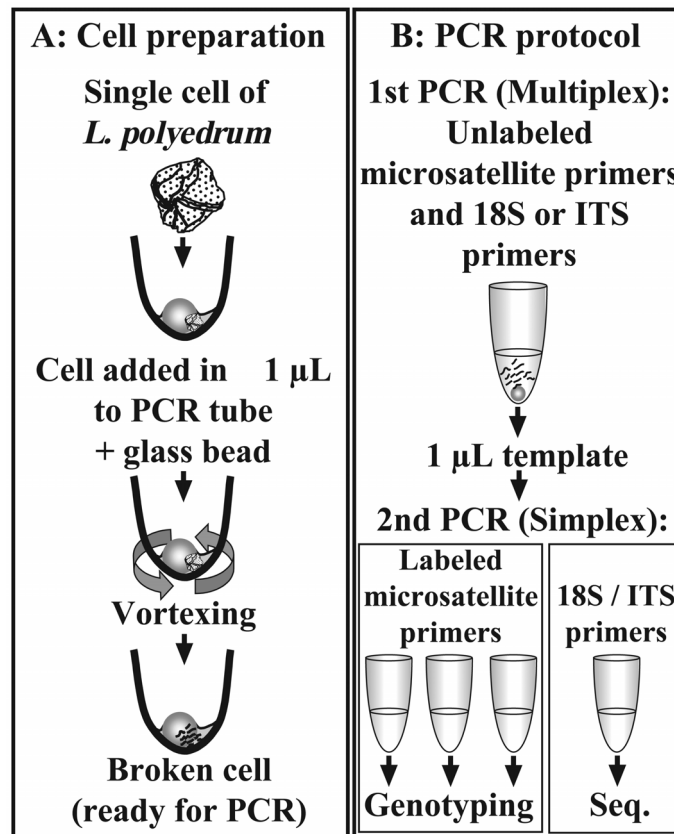 A: Cell preparation
Single cell of
L. polyedrum
Cell added in 1 µL
to PCR tube
+ glass bead
Vortexing
Broken cell
(ready for PCR)
B: PCR protocol
1st PCR (Multiplex):
Unlabeled
microsatellite primers
and 18S or ITS
primers
1 µL template
2nd PCR (Simplex):
Labeled
microsatellite
primers
Genotyping
18S / ITS
primers
Seq.